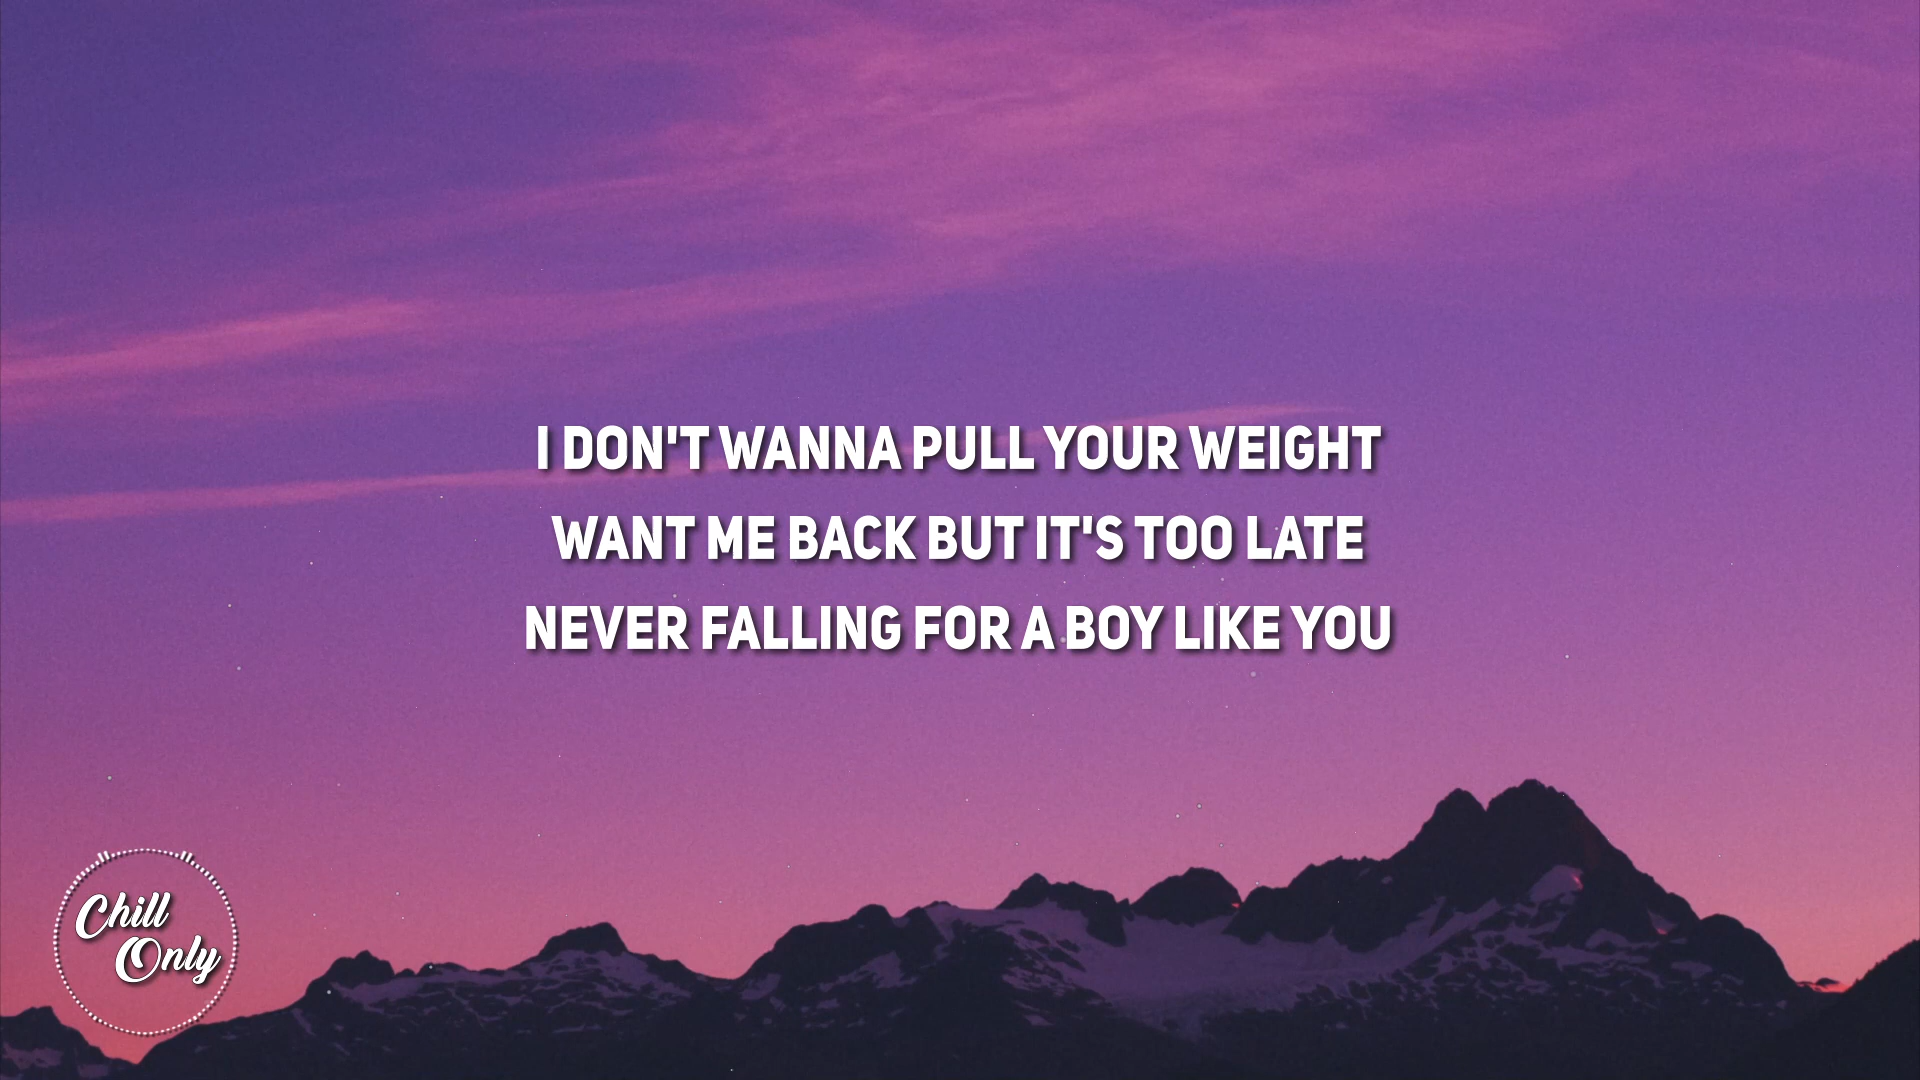 I DON'T WANNA PULL YOUR WEIGHT
WANT ME BACK BUT IT'S TOO LATE
NEVER FALLING FOR A BOY LIKE YOU
Chill
Only